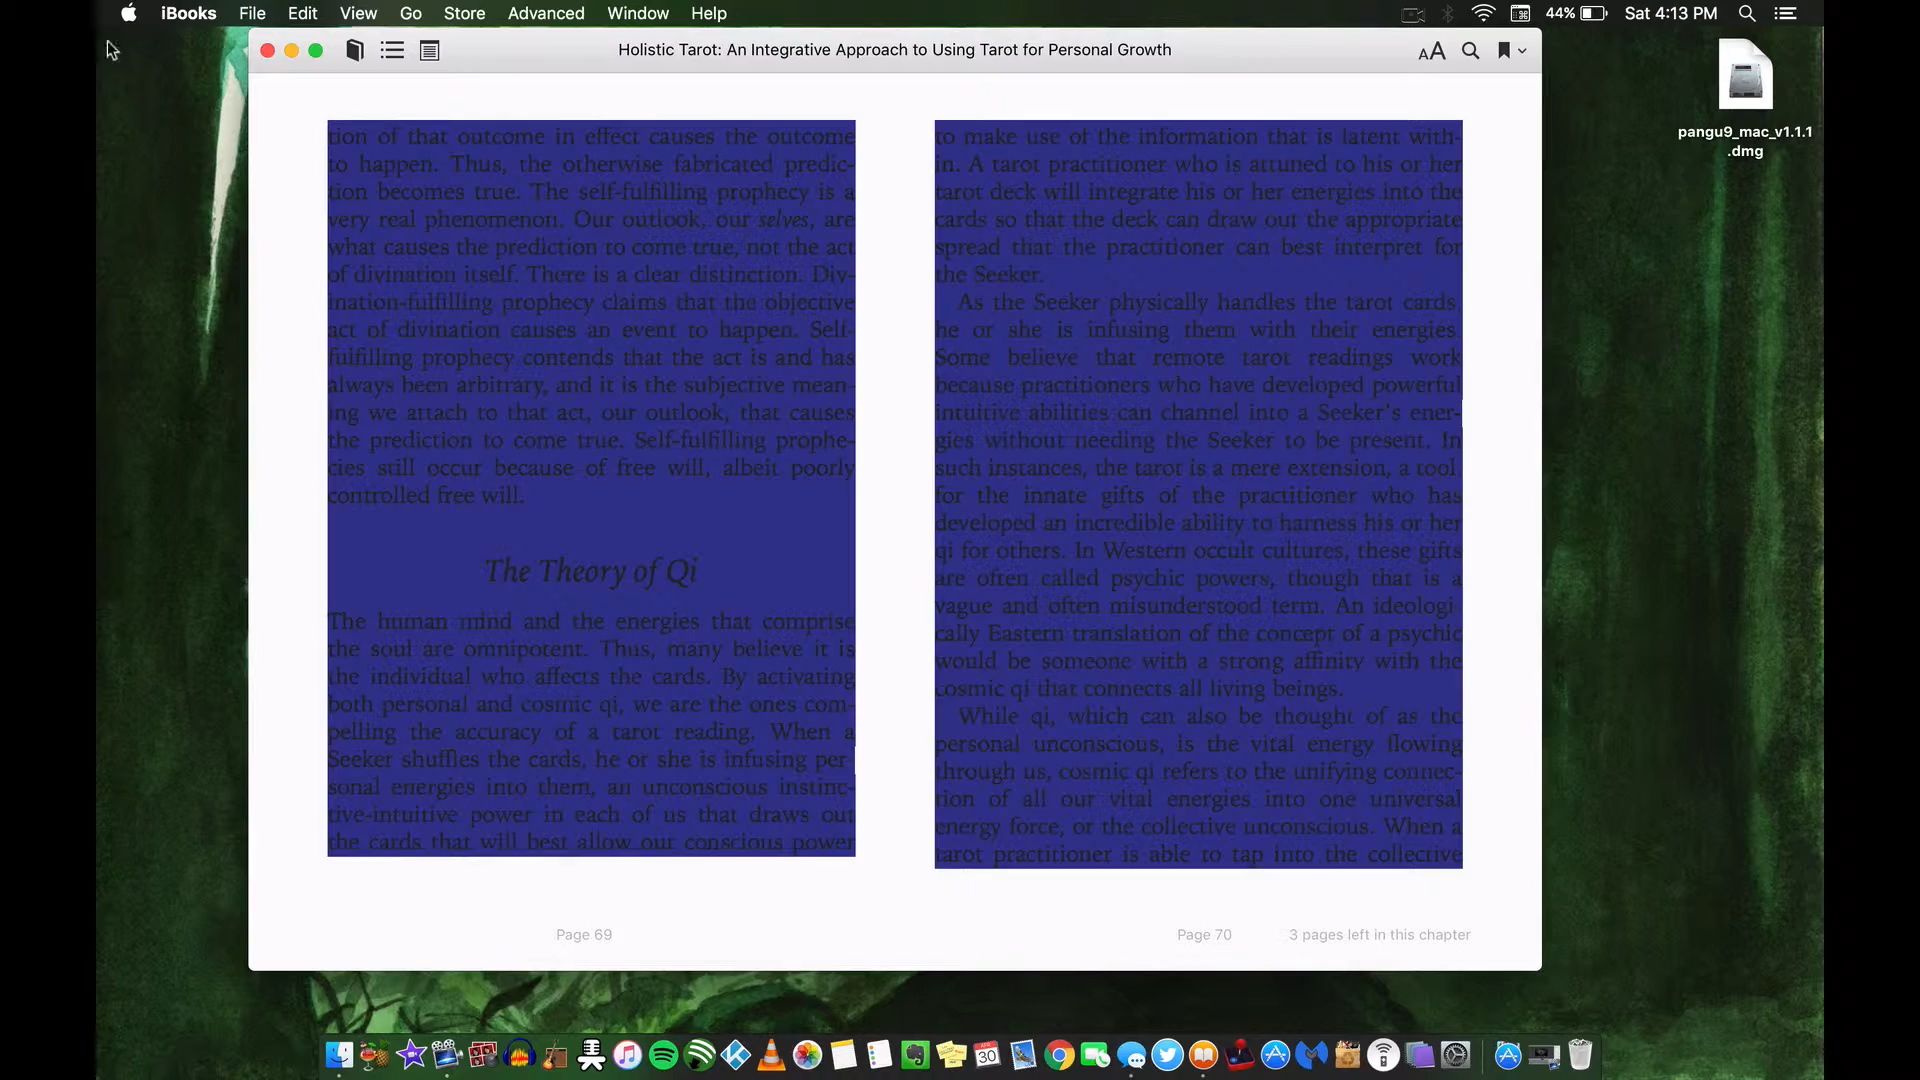 iBooks File Edit View Go Store Advanced Window Help 44% Sat 4:13 PM
Holistic Tarot: An Integrative Approach to Using Tarot for Personal Growth AA
pangu9_mac_v1.1.1
.dmg
tion of that outcome in effect causes the outcome
to happen. Thus, the otherwise fabricated predic-
tion becomes true. The self-fulfilling prophecy is a
very real phenomenon. Our outlook, our selves, are
what causes the prediction to come true, not the act
of divination itself. There is a clear distinction. Div-
ination-fulfilling prophecy claims that the objective
act of divination causes an event to happen. Self-
fulfilling prophecy contends that the act is and has
always been arbitrary, and it is the subjective mean-
ing we attach to that act, our outlook, that causes
the prediction to come true. Self-fulfilling prophe-
cies still occur because of free will, albeit poorly
controlled free will.
The Theory of Qi
The human mind and the energies that comprise
the soul are omnipotent. Thus, many believe it is
the individual who affects the cards. By activating
both personal and cosmic qi, we are the ones com-
pelling the accuracy of a tarot reading. When a
Seeker shuffles the cards, he or she is infusing per-
sonal energies into them, an unconscious instinc-
tive-intuitive power in each of us that draws out
the cards that will best allow our conscious power
to make use of the information that is latent with-
in. A tarot practitioner who is attuned to his or her
tarot deck will integrate his or her energies into the
cards so that the deck can draw out the appropriate
spread that the practitioner can best interpret for
the Seeker.
As the Seeker physically handles the tarot cards,
he or she is infusing them with their energies.
Some believe that remote tarot readings work
because practitioners who have developed powerful
intuitive abilities can channel into a Seeker's ener-
gies without needing the Seeker to be present. In
such instances, the tarot is a mere extension, a tool,
for the innate gifts of the practitioner who has
developed an incredible ability to harness his or her
qi for others. In Western occult cultures, these gifts
are often called psychic powers, though that is a
vague and often misunderstood term. An ideologi-
cally Eastern translation of the concept of a psychic
would be someone with a strong affinity with the
cosmic qi that connects all living beings.
While qi, which can also be thought of as the
personal unconscious, is the vital energy flowing
through us, cosmic qi refers to the unifying connec-
tion of all our vital energies into one universal
energy force, or the collective unconscious. When a
tarot practitioner is able to tap into the collective
Page 69
Page 70 3 pages left in this chapter
30